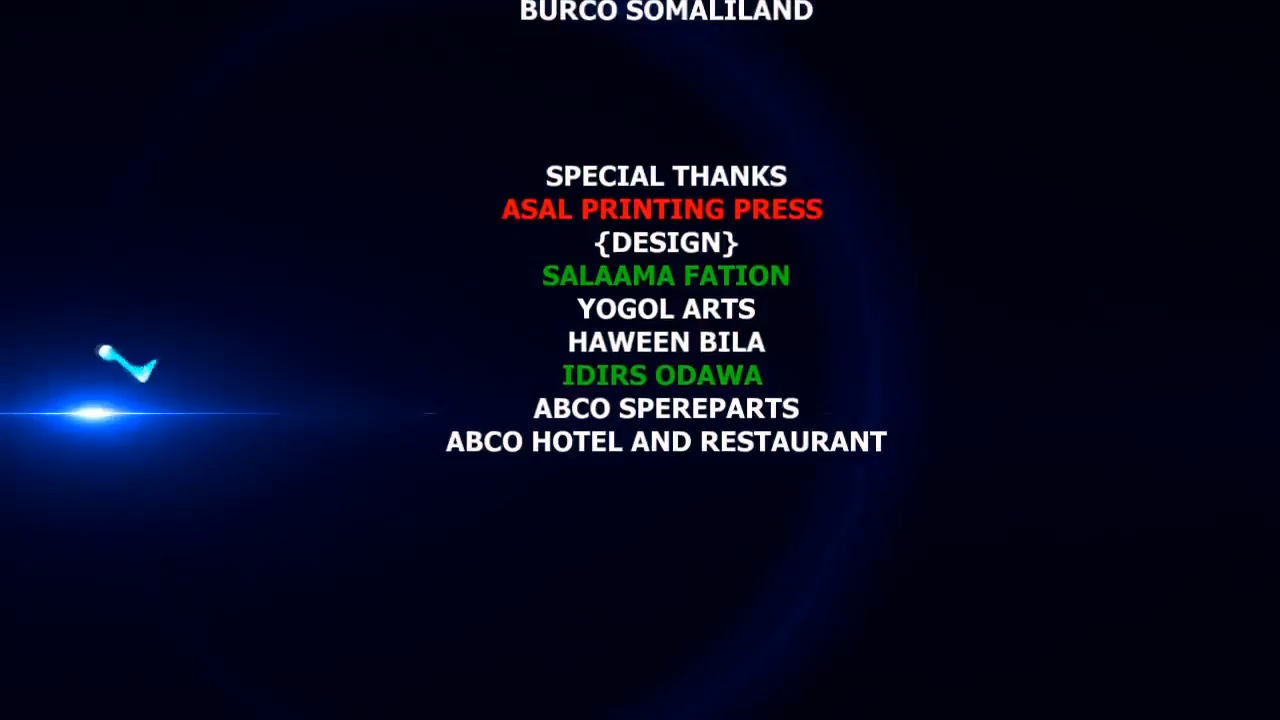 BURCO SOMALILAND
SPECIAL THANKS
ASAL PRINTING PRESS
{DESIGN}
SALAAMA FATION
YOGOL ARTS
HAWEEN BILA
IDIRS ODAWA
ABCO SPEREPARTS
ABCO HOTEL AND RESTAURANT